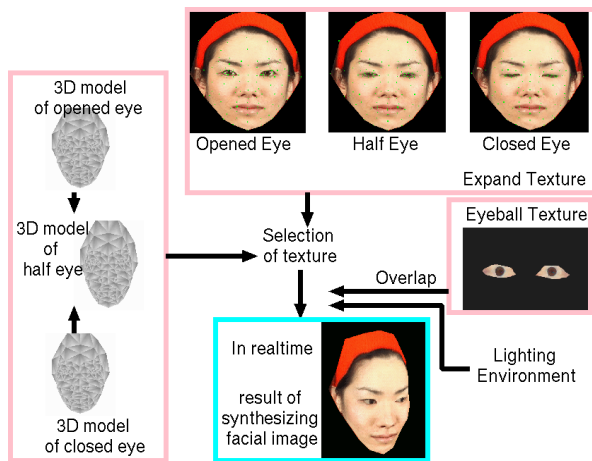 3D model
of opened eye
3D model
of
half eye
3D model
of closed eye
Opened Eye
Half Eye
Closed Eye
Expand Texture
Selection
of texture
Eyeball Texture
Overlap
Lighting
Environment
In realtime
result of
synthesizing
facial image